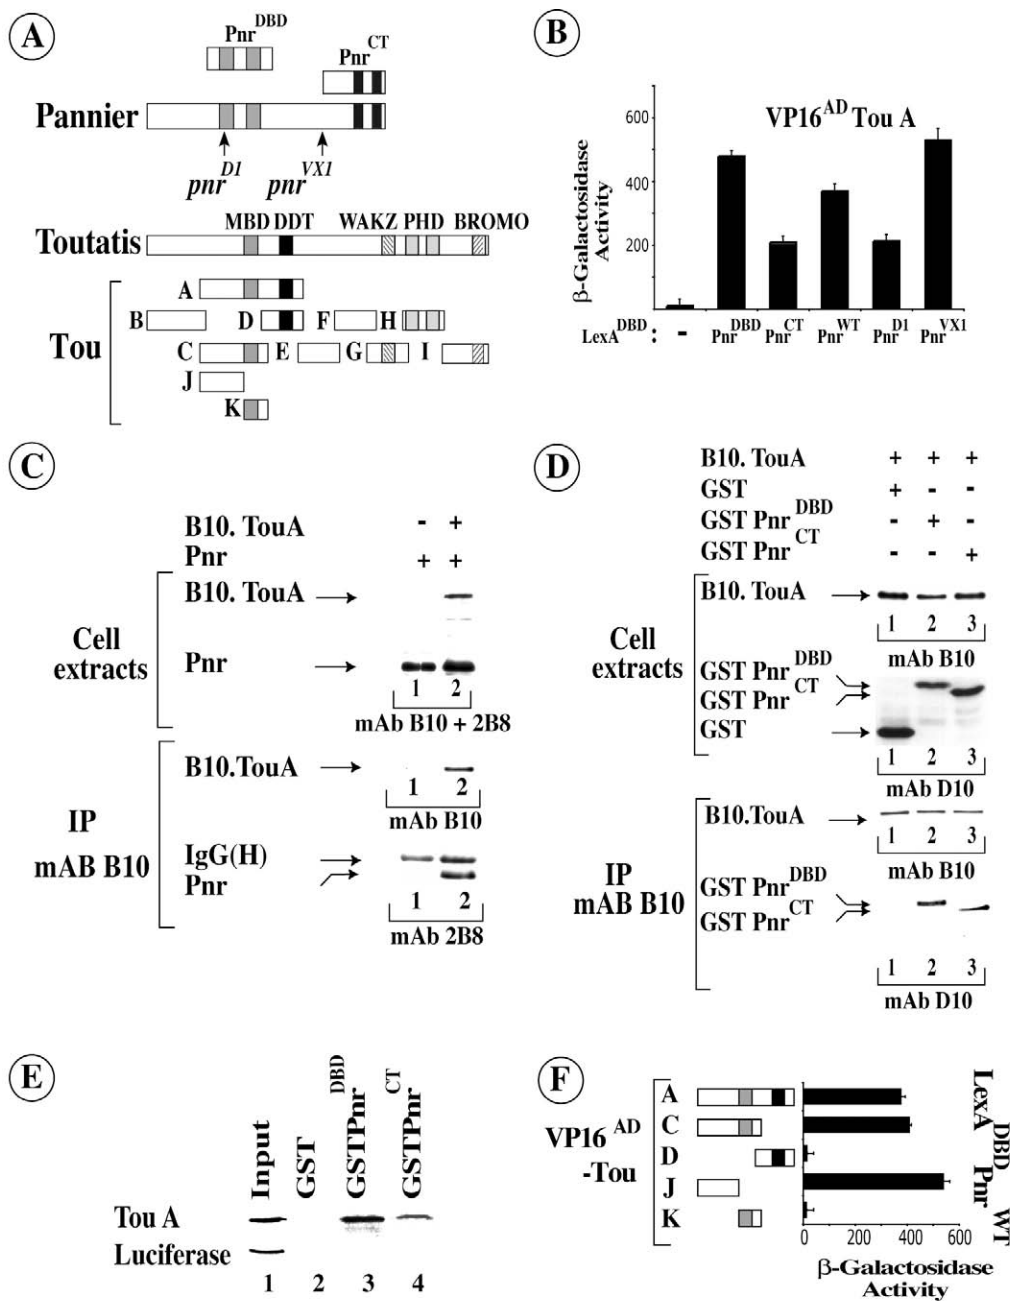 A
Pnr DBD
Pnr CT
Pannier
pnr D1 pnr VX1
MBD DDT WAKZ PHD BROMO
Toutatis
Tou
A
B D F H
C E G I
J
K
B
VP16 AD Tou A
β-Galactosidase Activity
600
400
200
LexA DBD : - Pnr DBD Pnr CT Pnr WT Pnr D1 Pnr VX1
C
B10. TouA - +
Pnr + +
Cell extracts
B10. TouA
Pnr
1 2
mAb B10 + 2B8
IP mAB B10
B10.TouA
1 2
mAb B10
IgG(H)
Pnr
1 2
mAb 2B8
D
B10. TouA + + +
GST + - -
GST Pnr DBD - + -
GST Pnr CT - - +
Cell extracts
B10. TouA
1 2 3
mAb B10
GST Pnr DBD
GST Pnr CT
GST
1 2 3
mAb D10
IP mAB B10
B10.TouA
1 2 3
mAb B10
GST Pnr DBD
GST Pnr CT
1 2 3
mAb D10
E
Input GST GSTPnr DBD GSTPnr CT
Tou A
Luciferase
1 2 3 4
F
VP16 AD -Tou
A
C
D
J
K
LexA DBD Pnr WT
0 200 400 600
β-Galactosidase
Activity